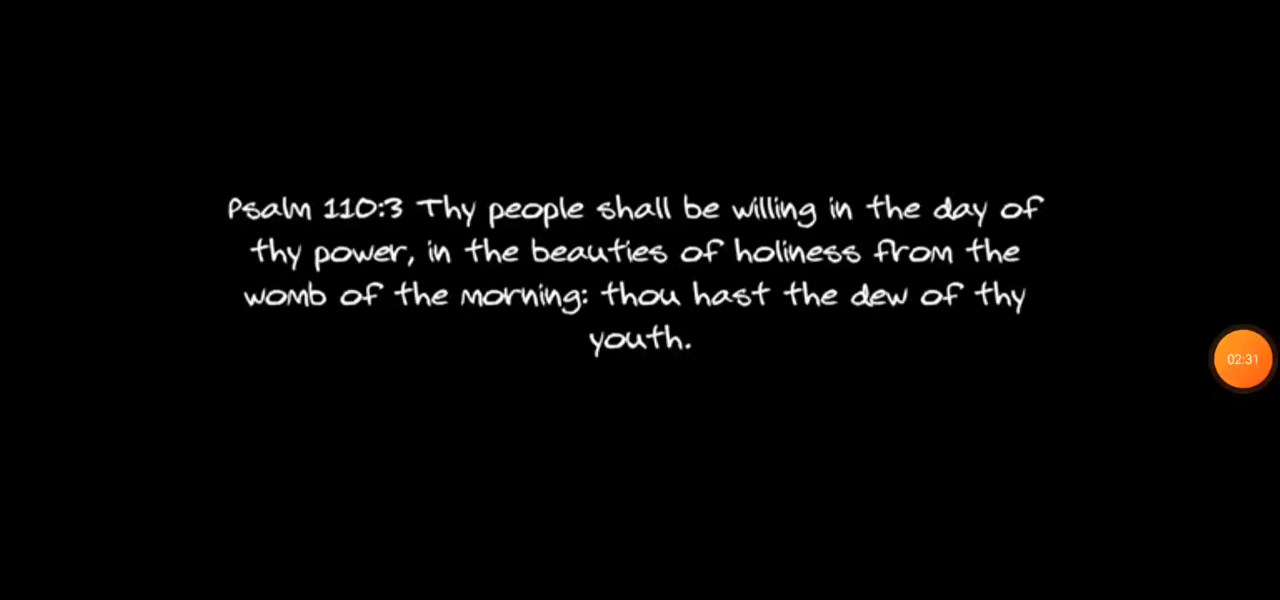 Psalm 110:3 Thy people shall be willing in the day of
thy power, in the beauties of holiness from the
womb of the morning: thou hast the dew of thy
youth.
02:31